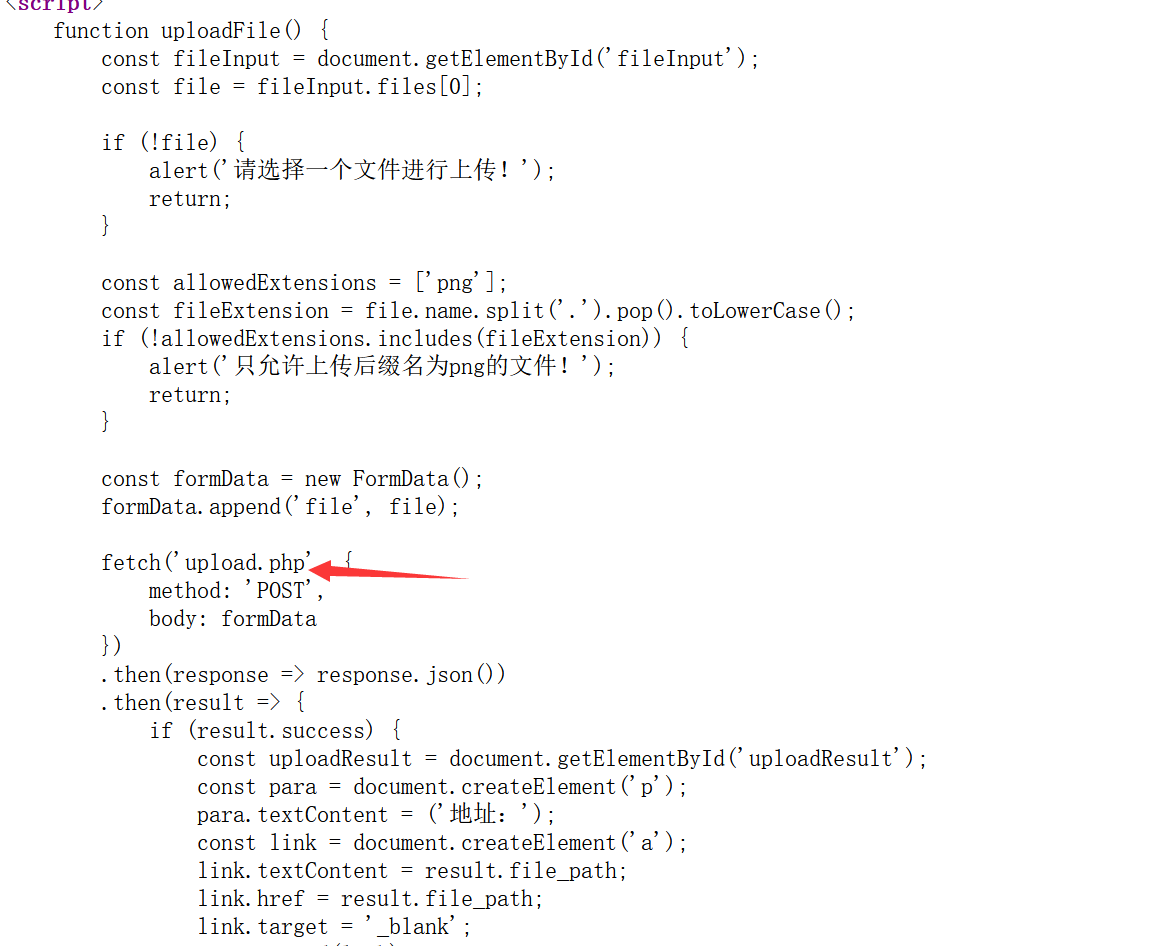 <script>
function uploadFile() {
const fileInput = document.getElementById('fileInput');
const file = fileInput.files[0];
if (!file) {
alert('请选择一个文件进行上传！');
return;
}
const allowedExtensions = ['png'];
const fileExtension = file.name.split('.').pop().toLowerCase();
if (!allowedExtensions.includes(fileExtension)) {
alert('只允许上传后缀名为png的文件！');
return;
}
const formData = new FormData();
formData.append('file', file);
fetch('upload.php' {
method: 'POST',
body: formData
})
.then(response => response.json())
.then(result => {
if (result.success) {
const uploadResult = document.getElementById('uploadResult');
const para = document.createElement('p');
para.textContent = ('地址：');
const link = document.createElement('a');
link.textContent = result.file_path;
link.href = result.file_path;
link.target = '_blank';